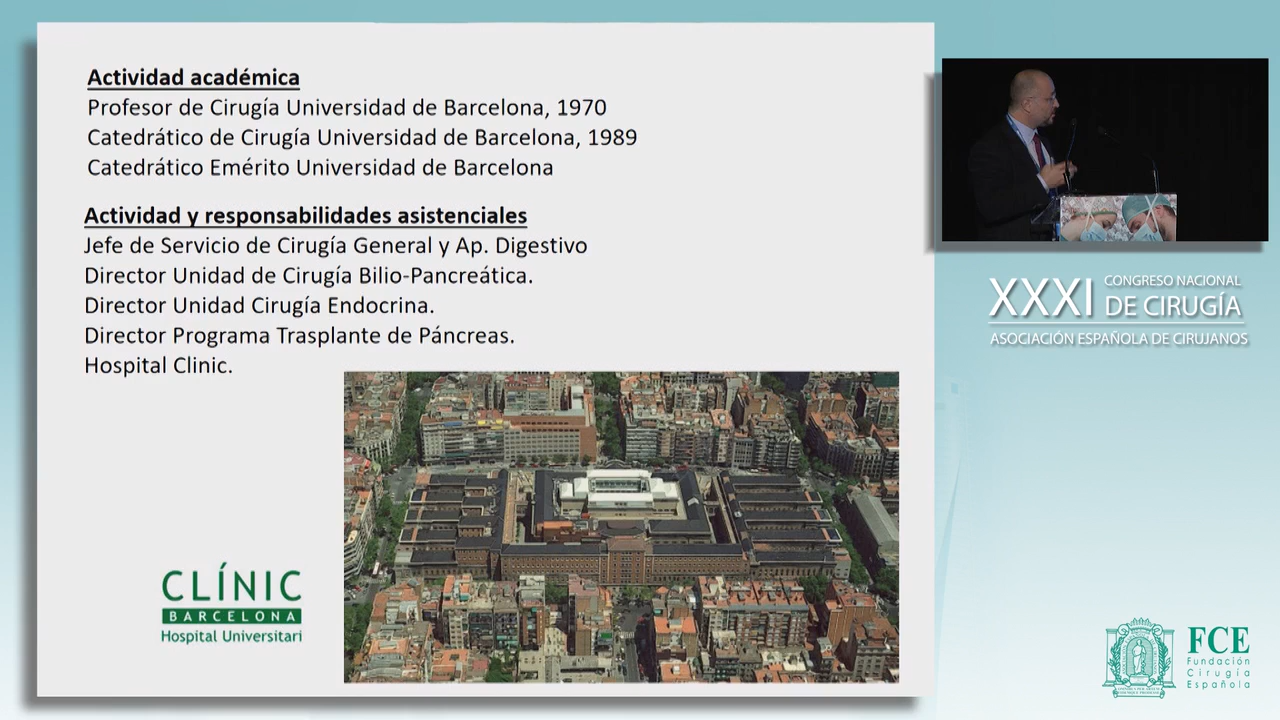 Actividad académica
Profesor de Cirugía Universidad de Barcelona, 1970
Catedrático de Cirugía Universidad de Barcelona, 1989
Catedrático Emérito Universidad de Barcelona
Actividad y responsabilidades asistenciales
Jefe de Servicio de Cirugía General y Ap. Digestivo
Director Unidad de Cirugía Bilio-Pancreática.
Director Unidad Cirugía Endocrina.
Director Programa Trasplante de Páncreas.
Hospital Clinic.
CLÍNIC
BARCELONA
Hospital Universitari
XXXI CONGRESO NACIONAL
DE CIRUGÍA
ASOCIACIÓN ESPAÑOLA DE CIRUJANOS
FCE
Fundación
Cirugía
Española